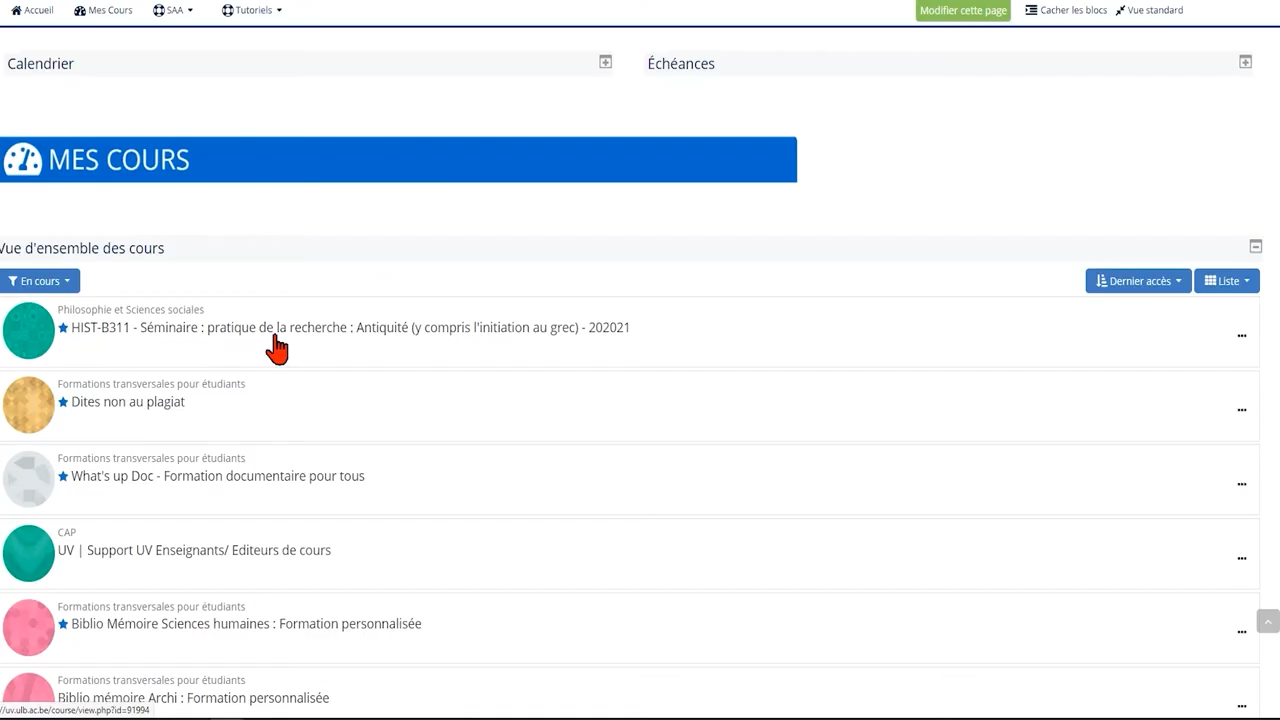 Accueil Mes Cours SAA Tutoriels Modifier cette page Cacher les blocs Vue standard
Calendrier Échéances
MES COURS
Vue d'ensemble des cours
En cours Dernier accès Liste
Philosophie et Sciences sociales
HIST-B311 - Séminaire : pratique de la recherche : Antiquité (y compris l'initiation au grec) - 202021
Formations transversales pour étudiants
Dites non au plagiat
Formations transversales pour étudiants
What's up Doc - Formation documentaire pour tous
CAP
UV | Support UV Enseignants/ Editeurs de cours
Formations transversales pour étudiants
Biblio Mémoire Sciences humaines : Formation personnalisée
Formations transversales pour étudiants
Biblio mémoire Archi : Formation personnalisée
//uv.ulb.ac.be/course/view.php?id=91994